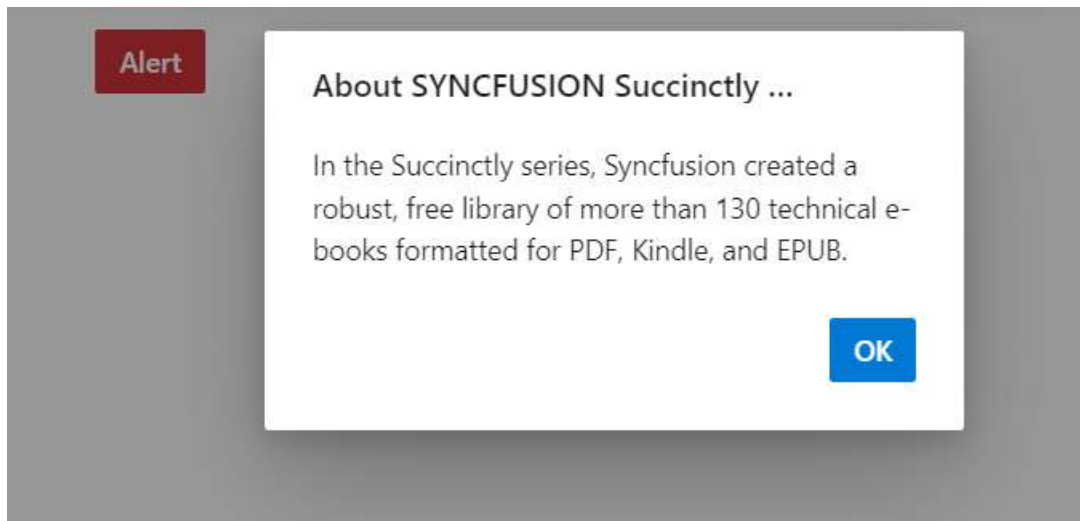 Alert
About SYNCFUSION Succinctly ...
In the Succinctly series, Syncfusion created a
robust, free library of more than 130 technical e-
books formatted for PDF, Kindle, and EPUB.
OK